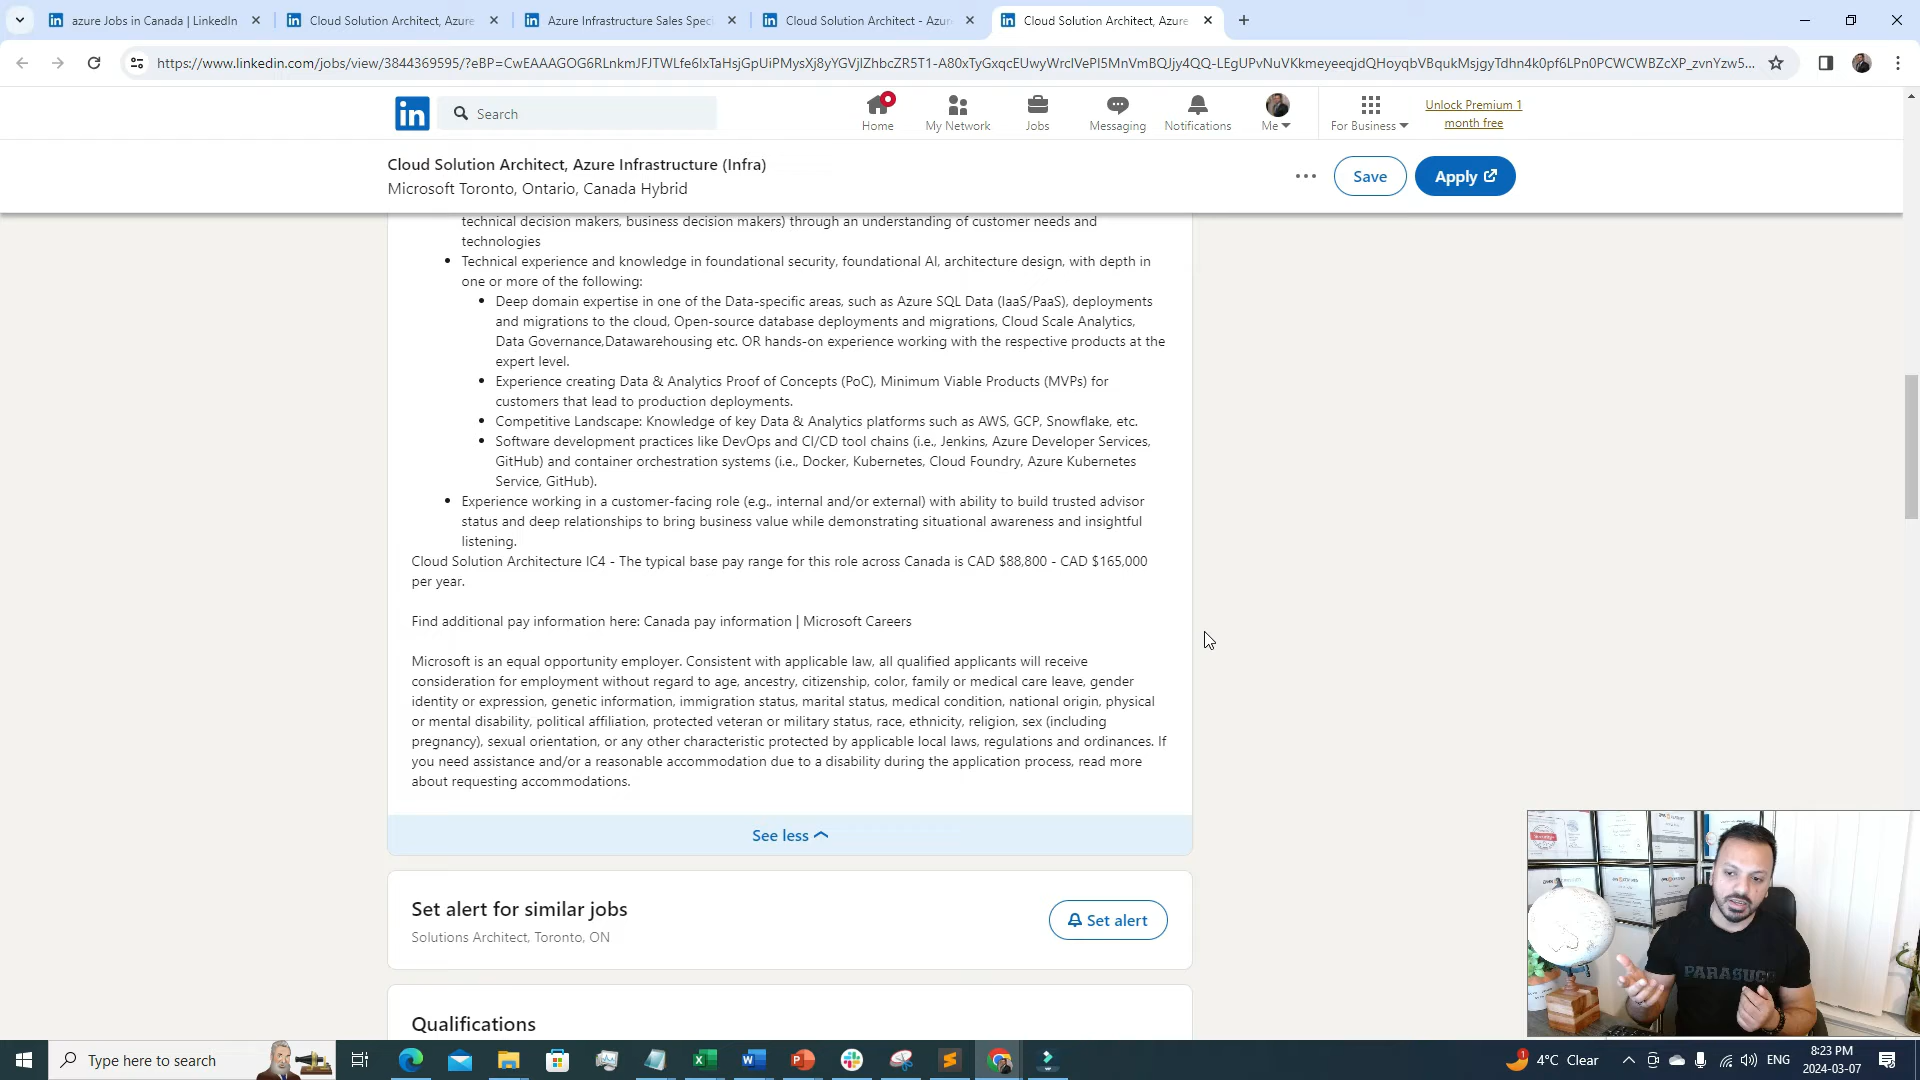 azure Jobs in Canada | LinkedIn
Cloud Solution Architect, Azure
Azure Infrastructure Sales Speci
Cloud Solution Architect - Azur
Cloud Solution Architect, Azure
in
Search
Home
My Network
Jobs
Messaging
Notifications
Me
For Business
Unlock Premium 1
month free
Cloud Solution Architect, Azure Infrastructure (Infra)
Microsoft Toronto, Ontario, Canada Hybrid
Save
Apply
technical decision makers, business decision makers) through an understanding of customer needs and
technologies
• Technical experience and knowledge in foundational security, foundational AI, architecture design, with depth in
one or more of the following:
• Deep domain expertise in one of the Data-specific areas, such as Azure SQL Data (IaaS/PaaS), deployments
and migrations to the cloud, Open-source database deployments and migrations, Cloud Scale Analytics,
Data Governance,Datawarehousing etc. OR hands-on experience working with the respective products at the
expert level.
• Experience creating Data & Analytics Proof of Concepts (PoC), Minimum Viable Products (MVPs) for
customers that lead to production deployments.
• Competitive Landscape: Knowledge of key Data & Analytics platforms such as AWS, GCP, Snowflake, etc.
• Software development practices like DevOps and CI/CD tool chains (i.e., Jenkins, Azure Developer Services,
GitHub) and container orchestration systems (i.e., Docker, Kubernetes, Cloud Foundry, Azure Kubernetes
Service, GitHub).
• Experience working in a customer-facing role (e.g., internal and/or external) with ability to build trusted advisor
status and deep relationships to bring business value while demonstrating situational awareness and insightful
listening.
Cloud Solution Architecture IC4 - The typical base pay range for this role across Canada is CAD $88,800 - CAD $165,000
per year.
Find additional pay information here: Canada pay information | Microsoft Careers
Microsoft is an equal opportunity employer. Consistent with applicable law, all qualified applicants will receive
consideration for employment without regard to age, ancestry, citizenship, color, family or medical care leave, gender
identity or expression, genetic information, immigration status, marital status, medical condition, national origin, physical
or mental disability, political affiliation, protected veteran or military status, race, ethnicity, religion, sex (including
pregnancy), sexual orientation, or any other characteristic protected by applicable local laws, regulations and ordinances. If
you need assistance and/or a reasonable accommodation due to a disability during the application process, read more
about requesting accommodations.
See less
Set alert for similar jobs
Solutions Architect, Toronto, ON
Set alert
Qualifications
Type here to search
4°C Clear
ENG
8:23 PM
2024-03-07